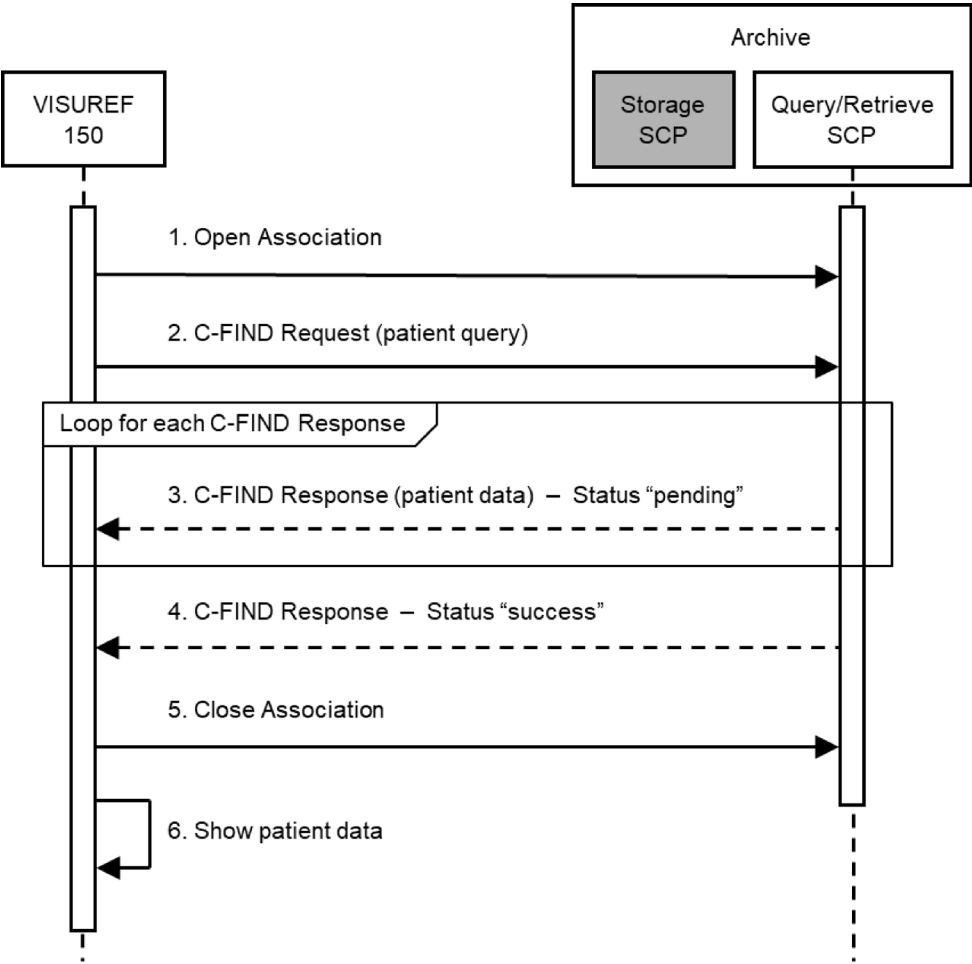 Archive
VISUREF
150
Storage
SCP
Query/Retrieve
SCP
1. Open Association
2. C-FIND Request (patient query)
Loop for each C-FIND Response
3. C-FIND Response (patient data) – Status “pending”
4. C-FIND Response – Status “success”
5. Close Association
6. Show patient data